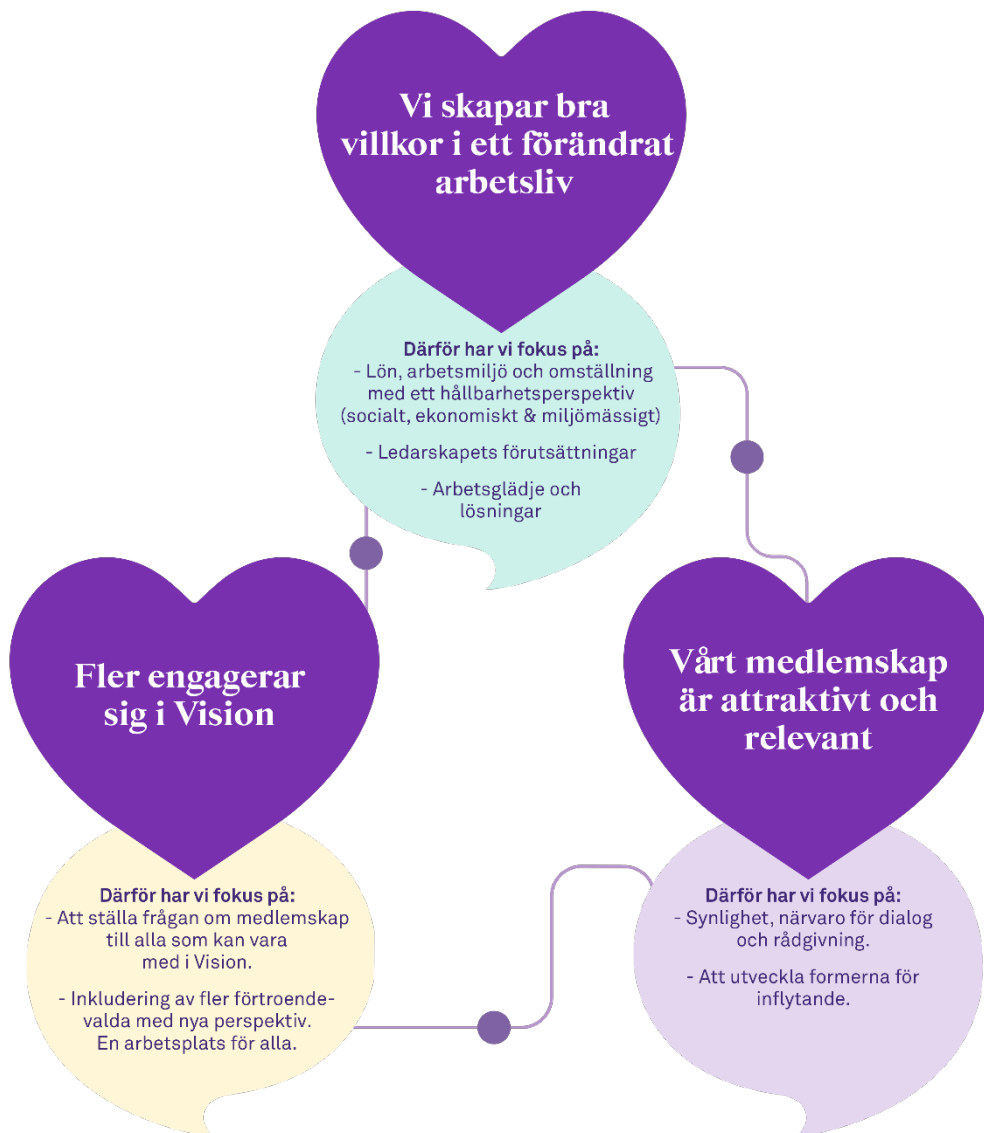 Vi skapar bra
villkor i ett förändrat
arbetsliv
Därför har vi fokus på:
- Lön, arbetsmiljö och omställning
med ett hållbarhetsperspektiv
(socialt, ekonomiskt & miljömässigt)
- Ledarskapets förutsättningar
- Arbetsglädje och
lösningar
Fler engagerar
sig i Vision
Därför har vi fokus på:
- Att ställa frågan om medlemskap
till alla som kan vara
med i Vision.
- Inkludering av fler förtroende-
valda med nya perspektiv.
En arbetsplats för alla.
Vårt medlemskap
är attraktivt och
relevant
Därför har vi fokus på:
- Synlighet, närvaro för dialog
och rådgivning.
- Att utveckla formerna för
inflytande.